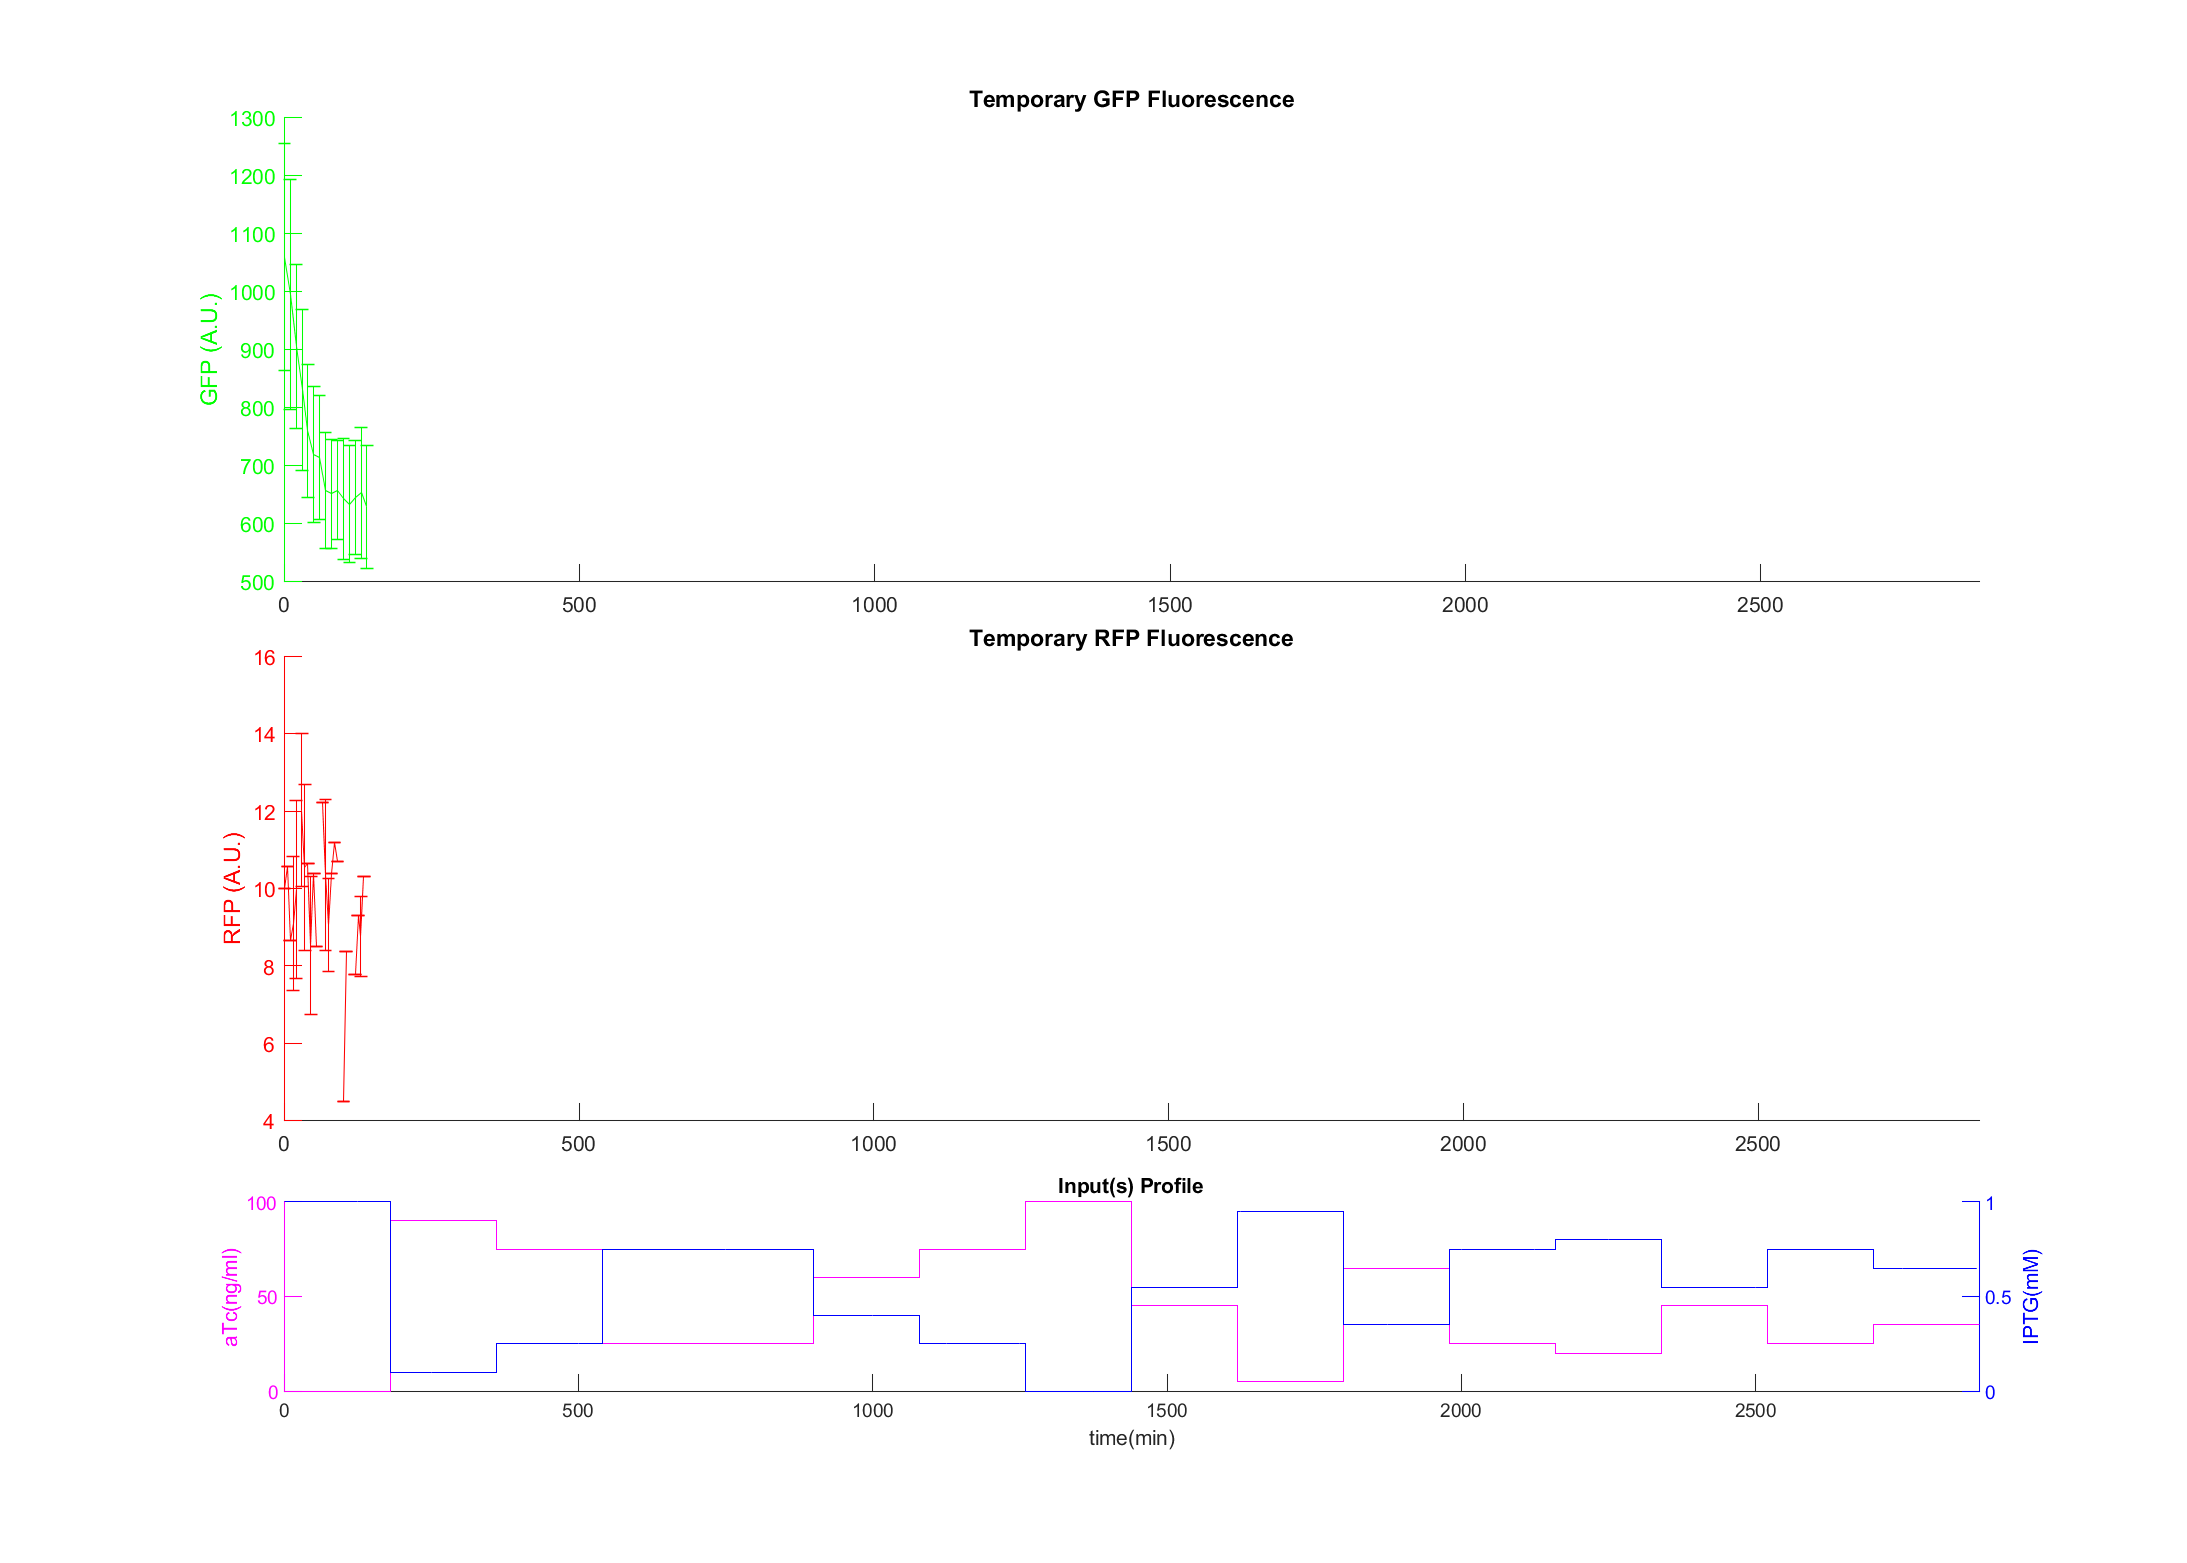 Temporary GFP Fluorescence
1300
1200
1100
1000
900
800
700
600
500
GFP (A.U.)
0 500 1000 1500 2000 2500
Temporary RFP Fluorescence
16
14
12
10
8
6
4
RFP (A.U.)
0 500 1000 1500 2000 2500
Input(s) Profile
100
50
0
aTc(ng/ml)
1
0.5
0
IPTG(mM)
0 500 1000 1500 2000 2500
time(min)